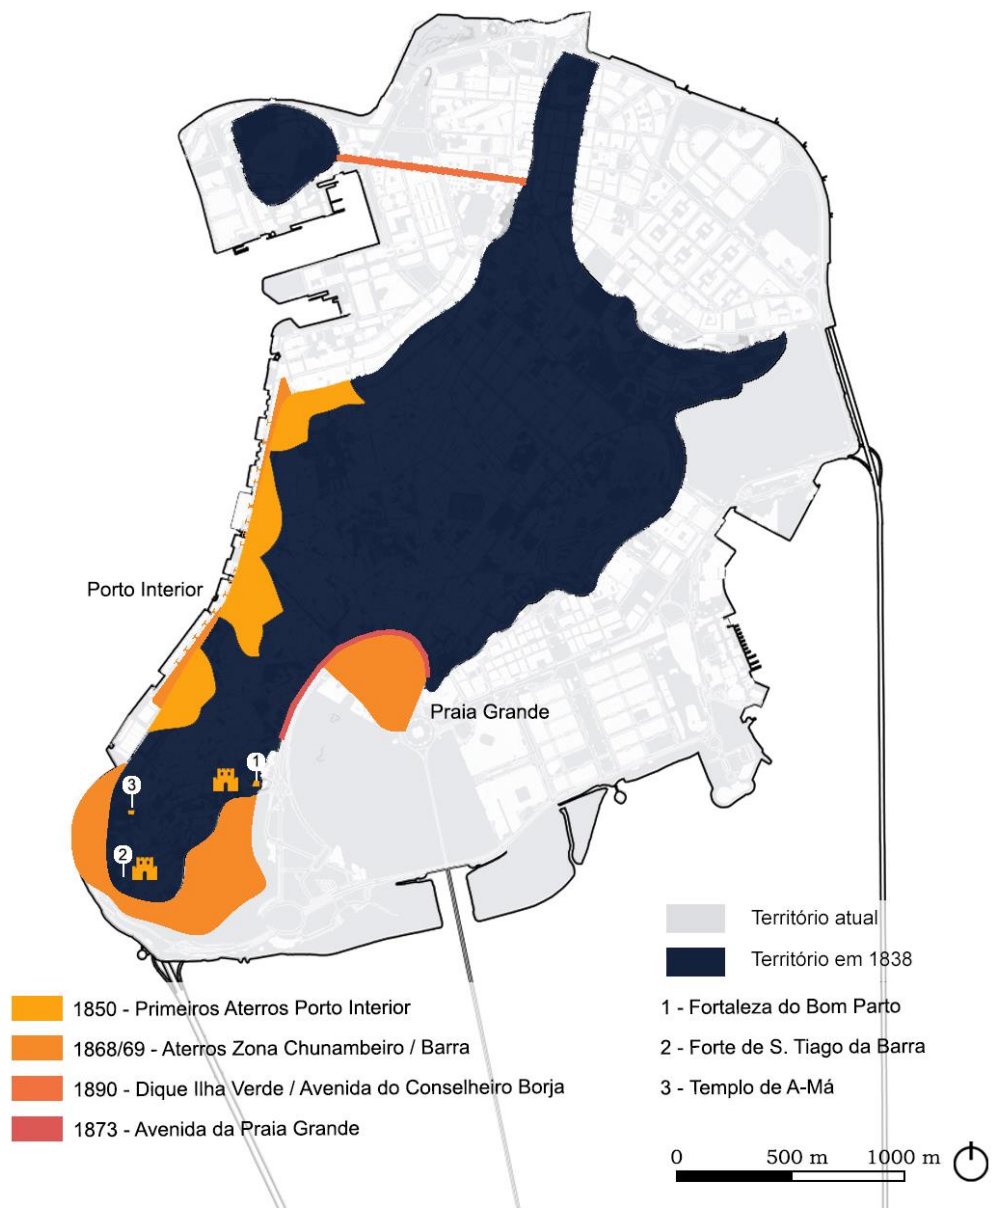 Porto Interior
Praia Grande
1
3
2
Território atual
Território em 1838
1850 - Primeiros Aterros Porto Interior
1868/69 - Aterros Zona Chunambeiro / Barra
1890 - Dique Ilha Verde / Avenida do Conselheiro Borja
1873 - Avenida da Praia Grande
1 - Fortaleza do Bom Parto
2 - Forte de S. Tiago da Barra
3 - Templo de A-Má
0 500 m 1000 m